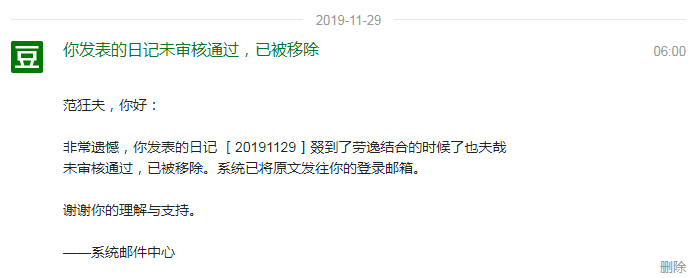 2019-11-29
豆
你发表的日记未审核通过，已被移除
06:00
范狂夫，你好：
非常遗憾，你发表的日记［20191129］叕到了劳逸结合的时候了也夫哉
未审核通过，已被移除。系统已将原文发往你的登录邮箱。
谢谢你的理解与支持。
——系统邮件中心
删除